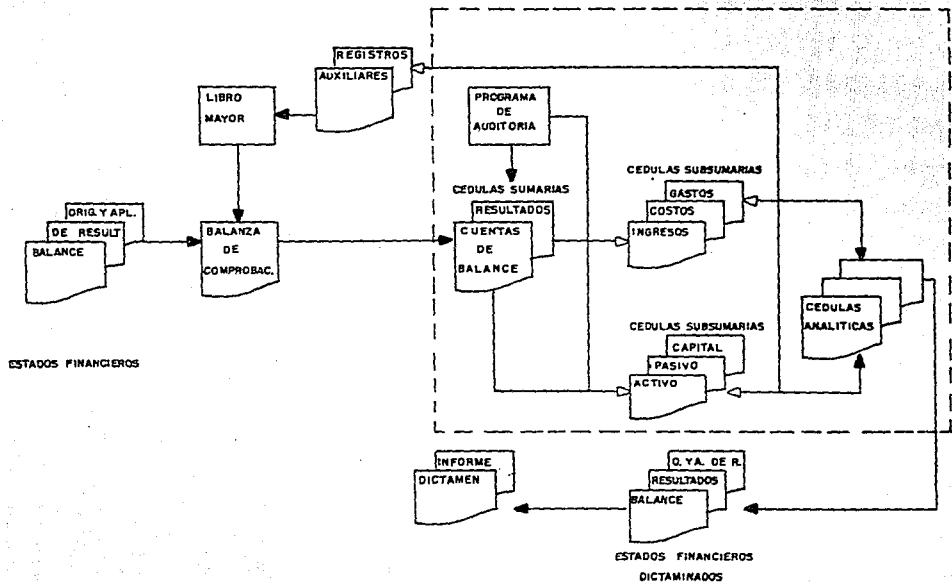 REGISTROS
AUXILIARES
LIBRO
MAYOR
PROGRAMA
DE
AUDITORIA
CEDULAS SUMARIAS
RESULTADOS
CUENTAS
DE
BALANCE
CEDULAS SUBSUMARIAS
GASTOS
COSTOS
INGRESOS
ORIG. Y APL.
DE RESULT
BALANCE
BALANZA
DE
COMPROBAC.
CEDULAS
ANALITICAS
CEDULAS SUBSUMARIAS
CAPITAL
PASIVO
ACTIVO
ESTADOS FINANCIEROS
INFORME
DICTAMEN
O. YA. DE R.
RESULTADOS
BALANCE
ESTADOS FINANCIEROS
DICTAMINADOS